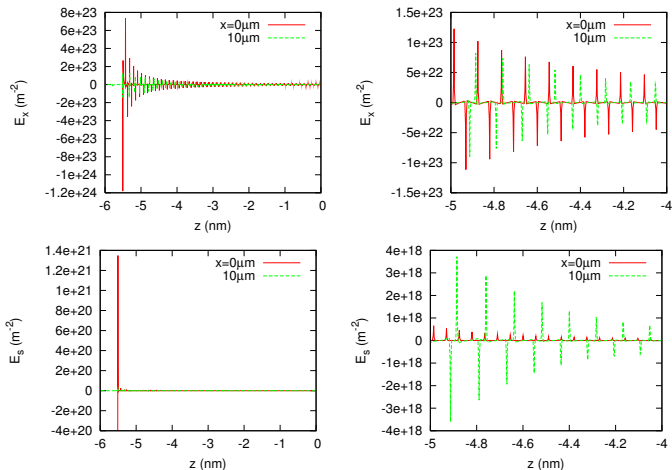 8e+23
6e+23
4e+23
2e+23
0
-2e+23
-4e+23
-6e+23
-8e+23
-1e+24
-1.2e+24
E_x (m^-2)
-6 -5 -4 -3 -2 -1 0
z (nm)
x=0μm
10μm
1.5e+23
1e+23
5e+22
0
-5e+22
-1e+23
-1.5e+23
E_x (m^-2)
-5 -4.8 -4.6 -4.4 -4.2 -4
z (nm)
x=0μm
10μm
1.4e+21
1.2e+21
1e+21
8e+20
6e+20
4e+20
2e+20
0
-2e+20
-4e+20
E_s (m^-2)
-6 -5 -4 -3 -2 -1 0
z (nm)
x=0μm
10μm
4e+18
3e+18
2e+18
1e+18
0
-1e+18
-2e+18
-3e+18
-4e+18
E_s (m^-2)
-5 -4.8 -4.6 -4.4 -4.2 -4
z (nm)
x=0μm
10μm